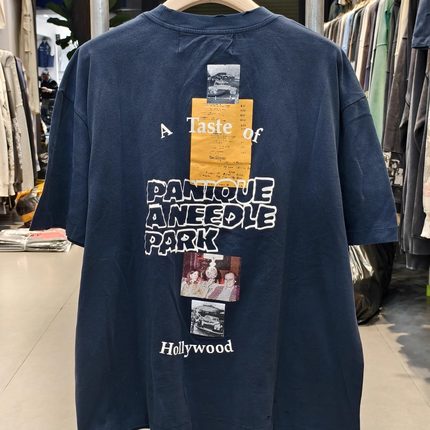 A Taste of
PANIQUE
ANEEDLE
PARK
Hollywood